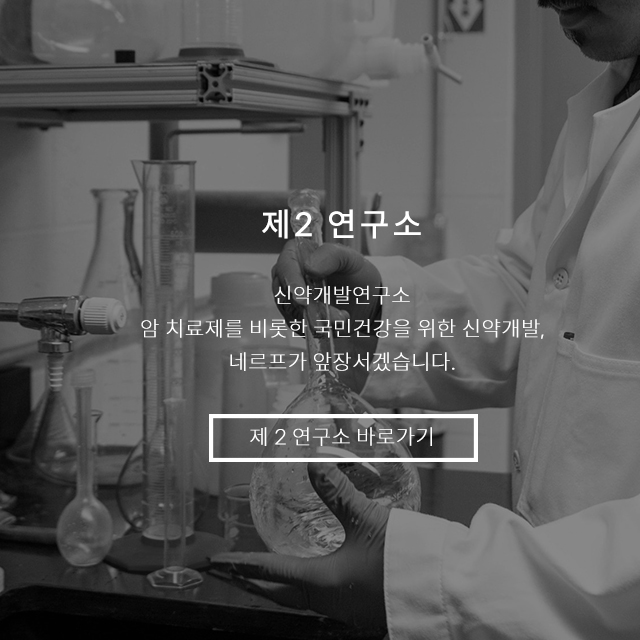 제2 연구소
신약개발연구소
암 치료제를 비롯한 국민건강을 위한 신약개발,
네르프가 앞장서겠습니다.
제 2 연구소 바로가기